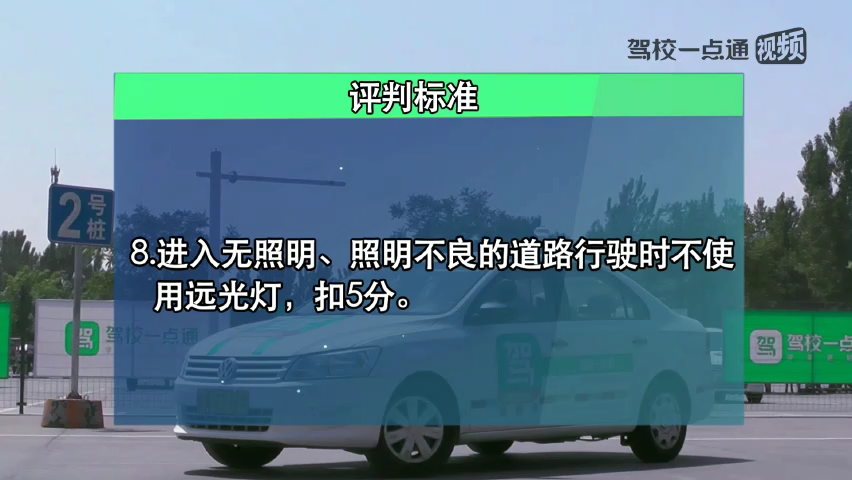 驾校一点通视频
评判标准
2号桩
8.进入无照明、照明不良的道路行驶时不使
用远光灯，扣5分。
驾校一点通
驾 驾校一点
驾